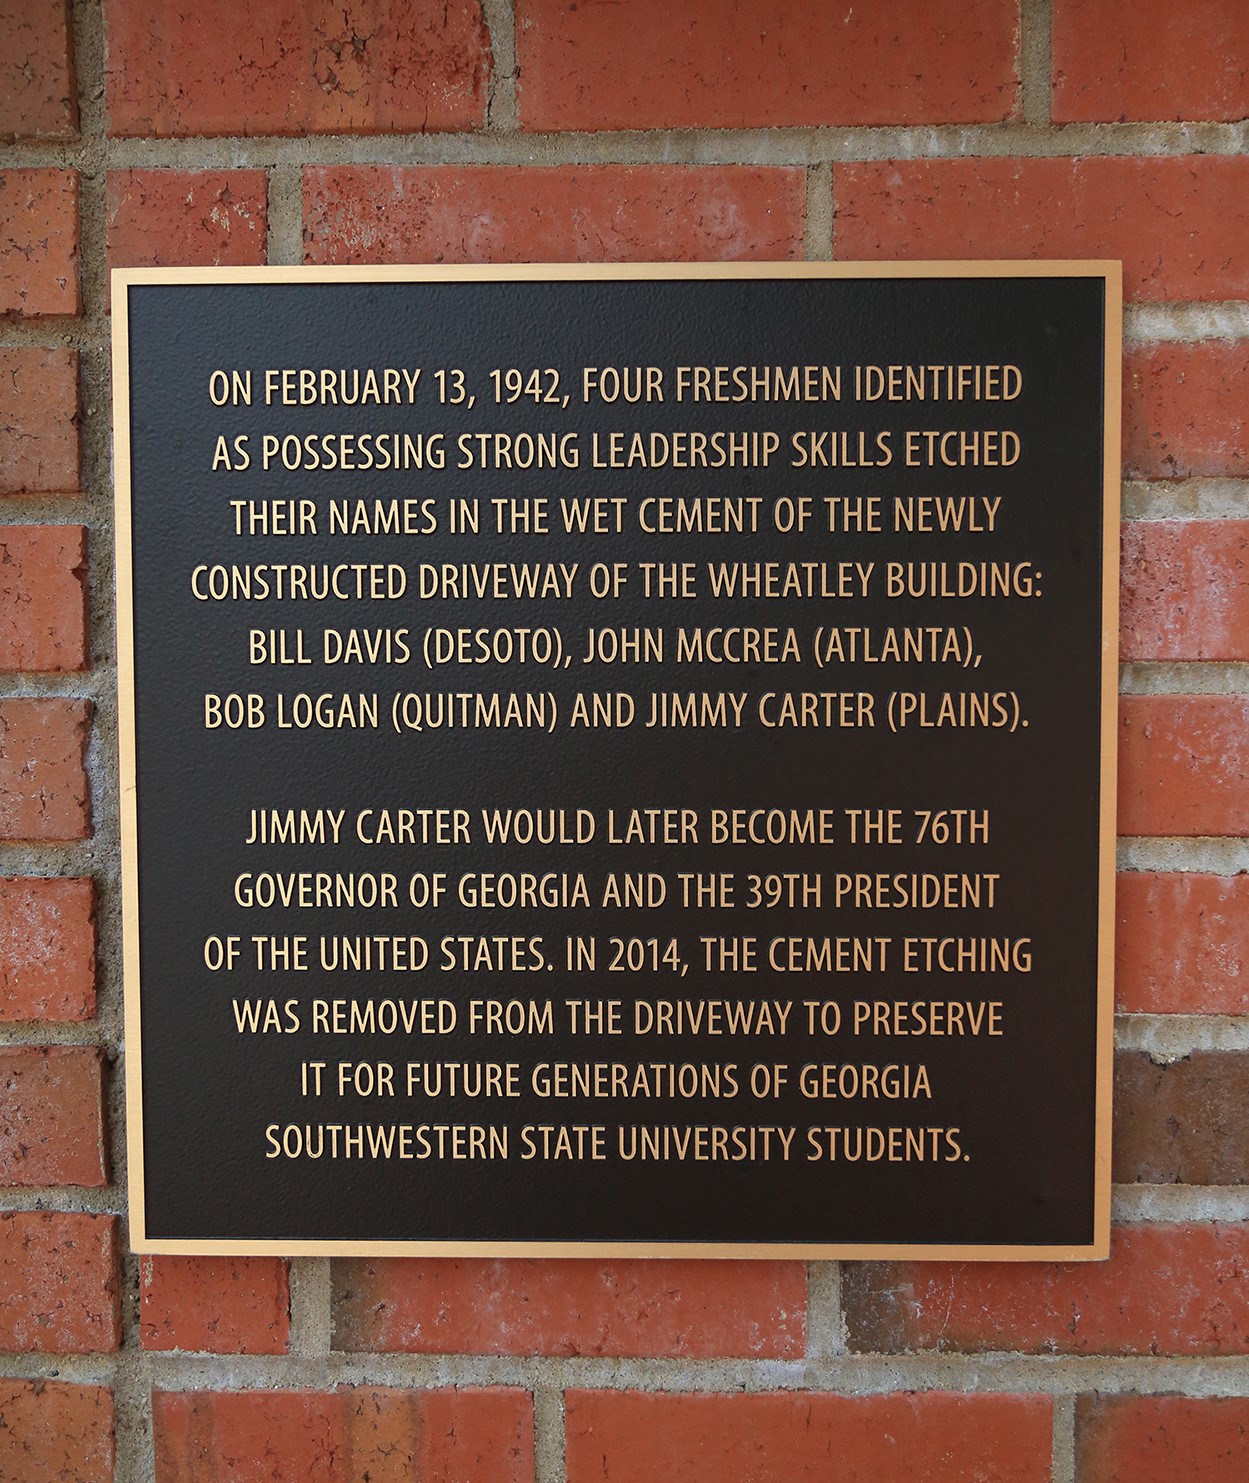 ON FEBRUARY 13, 1942, FOUR FRESHMEN IDENTIFIED
AS POSSESSING STRONG LEADERSHIP SKILLS ETCHED
THEIR NAMES IN THE WET CEMENT OF THE NEWLY
CONSTRUCTED DRIVEWAY OF THE WHEATLEY BUILDING:
BILL DAVIS (DESOTO), JOHN MCCREA (ATLANTA),
BOB LOGAN (QUITMAN) AND JIMMY CARTER (PLAINS).
JIMMY CARTER WOULD LATER BECOME THE 76TH
GOVERNOR OF GEORGIA AND THE 39TH PRESIDENT
OF THE UNITED STATES. IN 2014, THE CEMENT ETCHING
WAS REMOVED FROM THE DRIVEWAY TO PRESERVE
IT FOR FUTURE GENERATIONS OF GEORGIA
SOUTHWESTERN STATE UNIVERSITY STUDENTS.